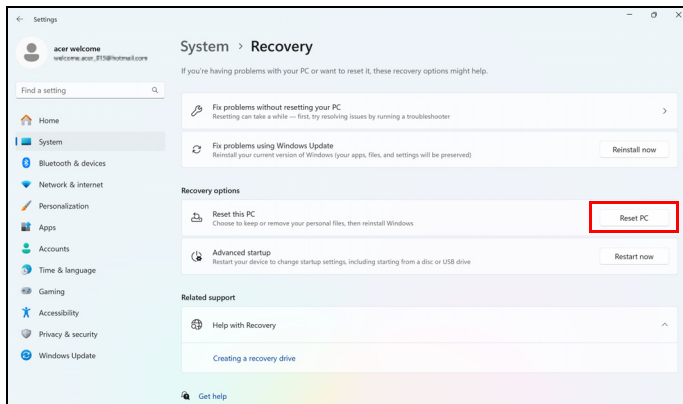 Settings
acer welcome
System > Recovery
If you're having problems with your PC or want to reset it, these recovery options might help.
Find a setting
Home
System
Bluetooth & devices
Network & internet
Personalization
Apps
Accounts
Time & language
Gaming
Accessibility
Privacy & security
Windows Update
Fix problems without resetting your PC
Resetting can take a while — first, try resolving issues by running a troubleshooter
Fix problems using Windows Update
Reinstall your current version of Windows (your apps, files, and settings will be preserved)
Reinstall now
Recovery options
Reset this PC
Choose to keep or remove your personal files, then reinstall Windows
Reset PC
Advanced startup
Restart your device to change startup settings, including starting from a disc or USB drive
Restart now
Related support
Help with Recovery
Creating a recovery drive
Get help